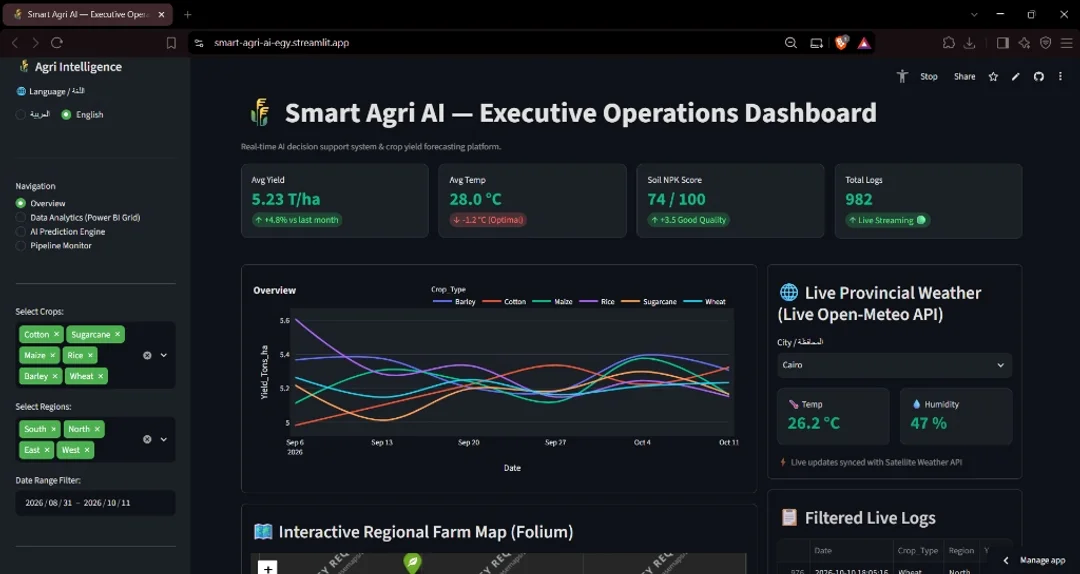 Smart Agri AI — Executive Oper
smart-agri-ai-egy.streamlit.app
Stop Share
Agri Intelligence
Language / اللغة
العربية English
Navigation
Overview
Data Analytics (Power BI Grid)
AI Prediction Engine
Pipeline Monitor
Select Crops:
Cotton × Sugarcane ×
Maize × Rice ×
Barley × Wheat ×
Select Regions:
South × North ×
East × West ×
Date Range Filter:
2026/08/31 – 2026/10/11
Smart Agri AI — Executive Operations Dashboard
Real-time AI decision support system & crop yield forecasting platform.
Avg Yield
5.23 T/ha
↑ +4.8% vs last month
Avg Temp
28.0 °C
↓ -1.2 °C (Optimal)
Soil NPK Score
74 / 100
↑ +3.5 Good Quality
Total Logs
982
↑ Live Streaming
Overview
Crop_Type
Barley Cotton Maize Rice Sugarcane Wheat
Yield_Tons_ha
5.6
5.4
5.2
5
Sep 6 Sep 13 Sep 20 Sep 27 Oct 4 Oct 11
2026
Date
Live Provincial Weather
(Live Open-Meteo API)
City / المحافظة
Cairo
Temp
26.2 °C
Humidity
47 %
Live updates synced with Satellite Weather API
Interactive Regional Farm Map (Folium)
+
Filtered Live Logs
Date Crop_Type Region Y
976 2026-10-10 18:05:16 Wheat North
Manage app